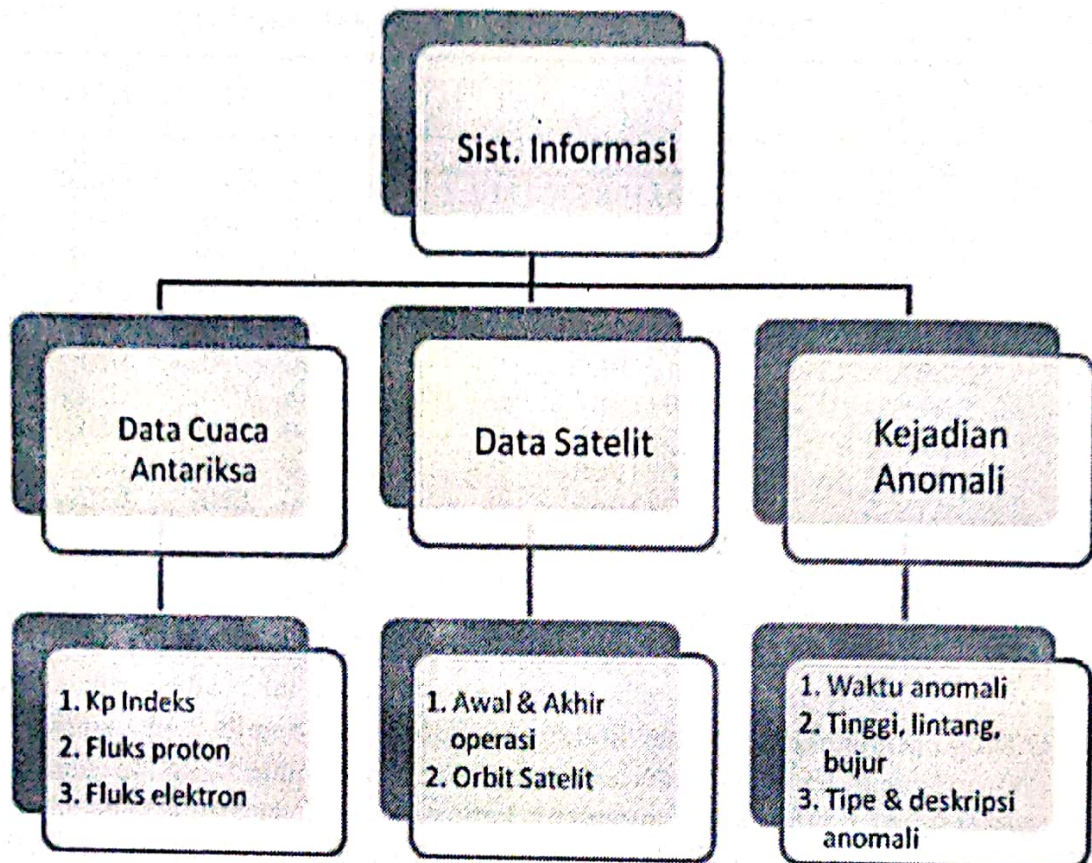 Sist. Informasi
Data Cuaca
Antariksa
Data Satelit
Kejadian
Anomali
1. Kp Indeks
2. Fluks proton
3. Fluks elektron
1. Awal & Akhir
operasi
2. Orbit Satelit
1. Waktu anomali
2. Tinggi, lintang,
bujur
3. Tipe & deskripsi
anomali